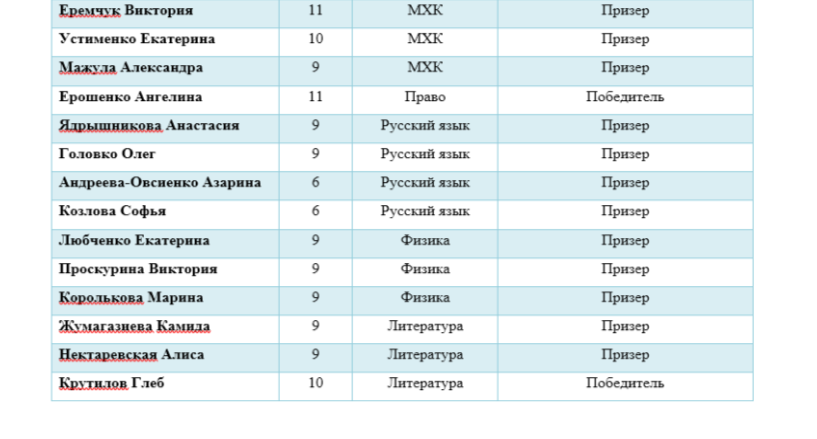 Еремчук Виктория 11 МХК Призер
Устименко Екатерина 10 МХК Призер
Мажула Александра 9 МХК Призер
Ерошенко Ангелина 11 Право Победитель
Ядрышникова Анастасия 9 Русский язык Призер
Головко Олег 9 Русский язык Призер
Андреева-Овсиенко Азарина 6 Русский язык Призер
Козлова Софья 6 Русский язык Призер
Любченко Екатерина 9 Физика Призер
Проскурина Виктория 9 Физика Призер
Королькова Марина 9 Физика Призер
Жумагазиева Камила 9 Литература Призер
Нектаревская Алиса 9 Литература Призер
Крутилов Глеб 10 Литература Победитель